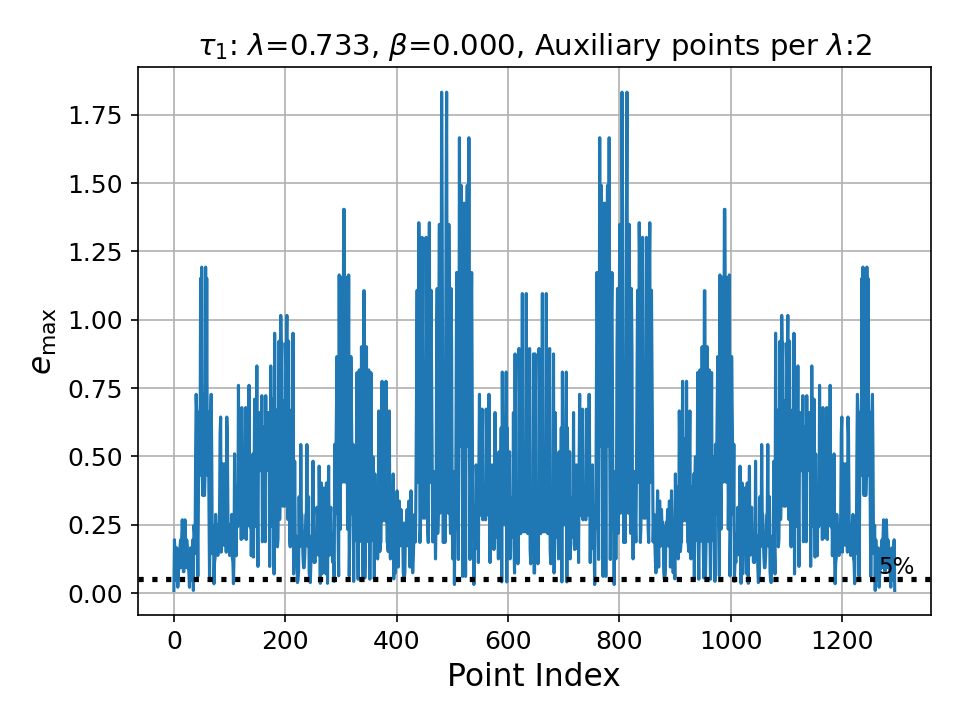 τ₁: λ=0.733, β=0.000, Auxiliary points per λ:2
1.75
1.50
1.25
1.00
0.75
0.50
0.25
0.00
e_max
5%
0 200 400 600 800 1000 1200
Point Index